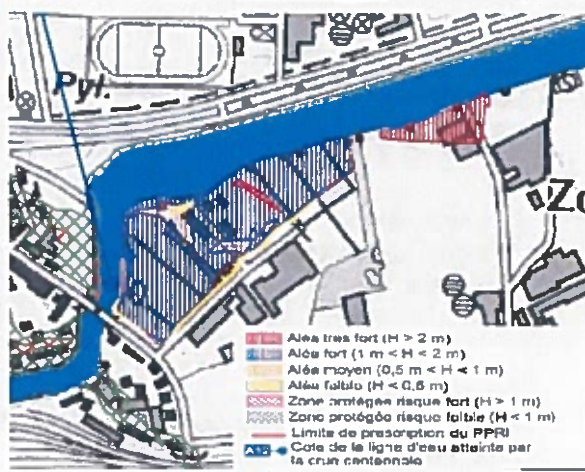 Pyl.
Zo
Aléa très fort (H > 2 m)
Aléa fort (1 m < H < 2 m)
Aléa moyen (0,5 m < H < 1 m)
Aléa faible (H < 0,5 m)
Zone protégée risque fort (H > 1 m)
Zone protégée risque faible (H < 1 m)
Limite de prescription du PPRI
Cote de la ligne d'eau atteinte par
la crue centennale